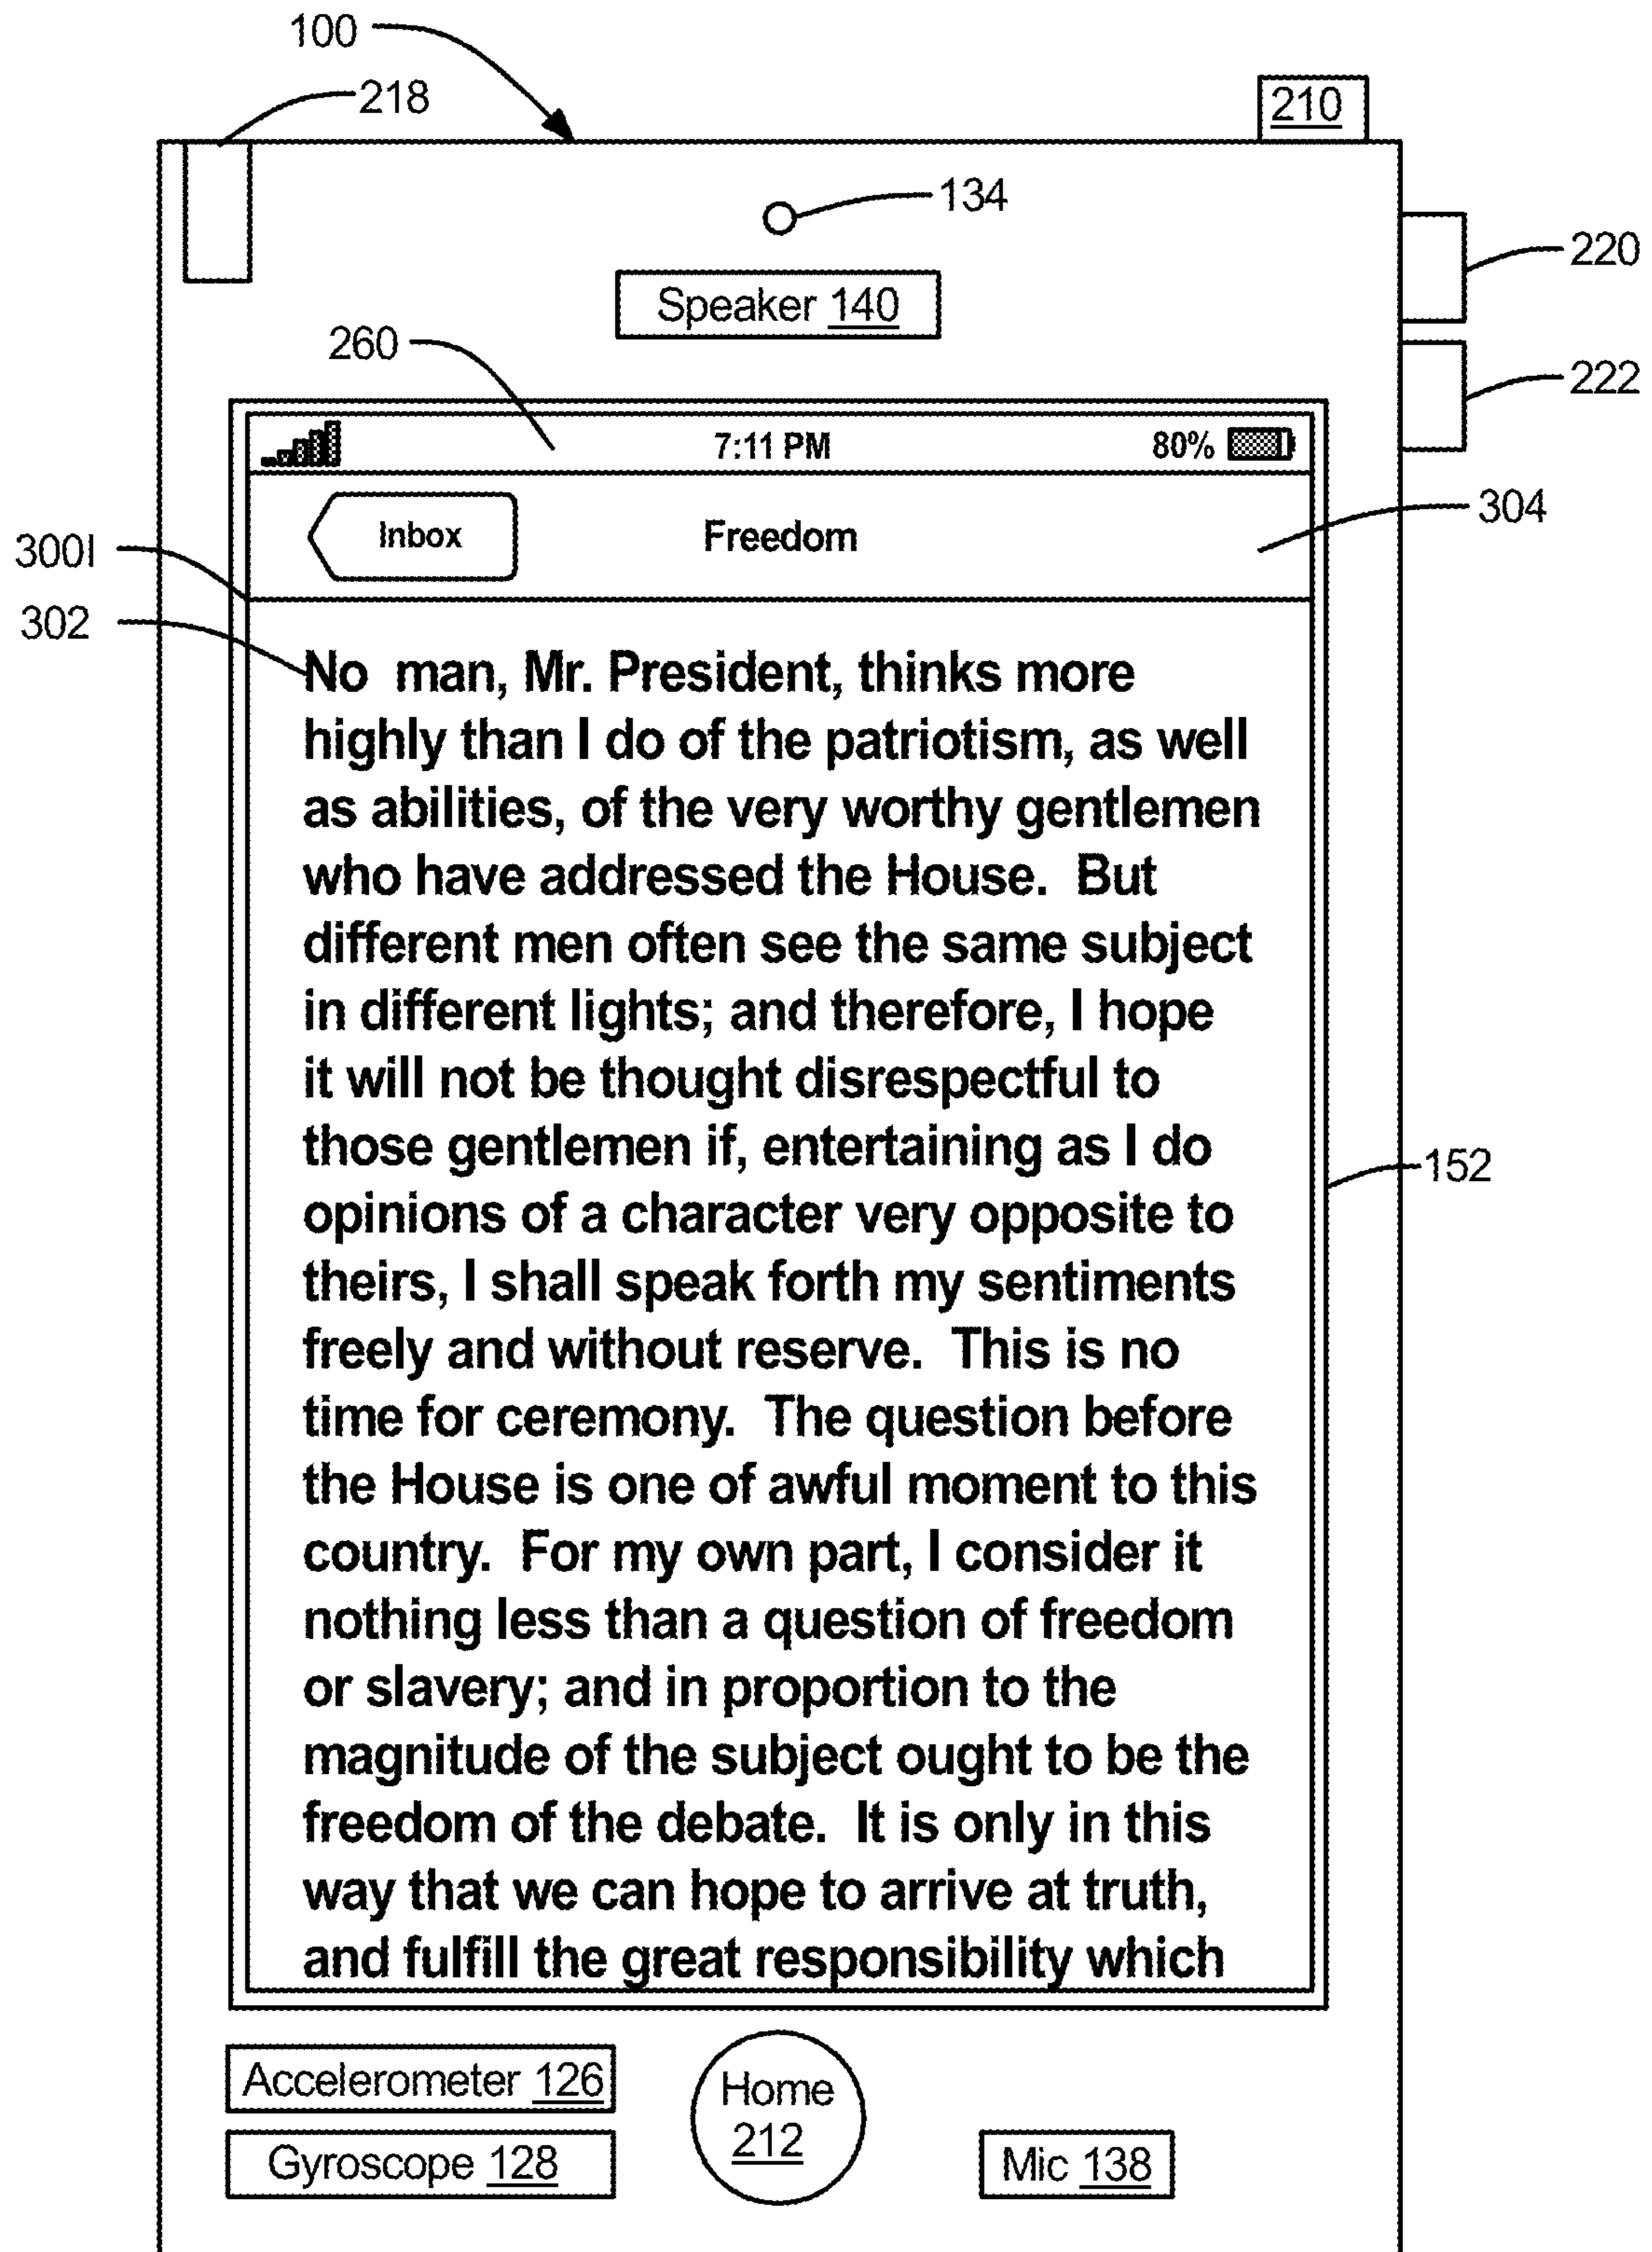 100
218
210
134
220
Speaker 140
260
222
7:11 PM
80%
Inbox
Freedom
304
300I
302
No man, Mr. President, thinks more
highly than I do of the patriotism, as well
as abilities, of the very worthy gentlemen
who have addressed the House. But
different men often see the same subject
in different lights; and therefore, I hope
it will not be thought disrespectful to
those gentlemen if, entertaining as I do
opinions of a character very opposite to
theirs, I shall speak forth my sentiments
freely and without reserve. This is no
time for ceremony. The question before
the House is one of awful moment to this
country. For my own part, I consider it
nothing less than a question of freedom
or slavery; and in proportion to the
magnitude of the subject ought to be the
freedom of the debate. It is only in this
way that we can hope to arrive at truth,
and fulfill the great responsibility which
152
Accelerometer 126
Home
212
Gyroscope 128
Mic 138